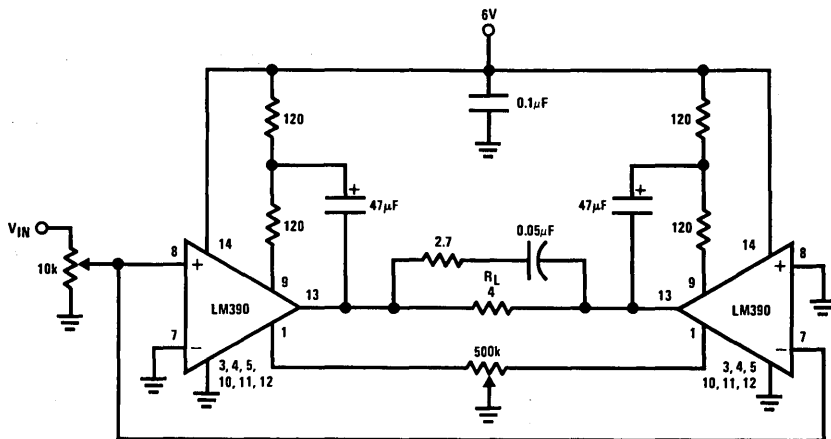 6V
120
0.1µF
120
120
47µF
47µF
120
V_IN
10k
8
+
14
9
13
LM390
7
−
1
3, 4, 5,
10, 11, 12
2.7
0.05µF
R_L
4
500k
14
8
+
9
13
LM390
1
7
−
3, 4, 5
10, 11, 12
+
+